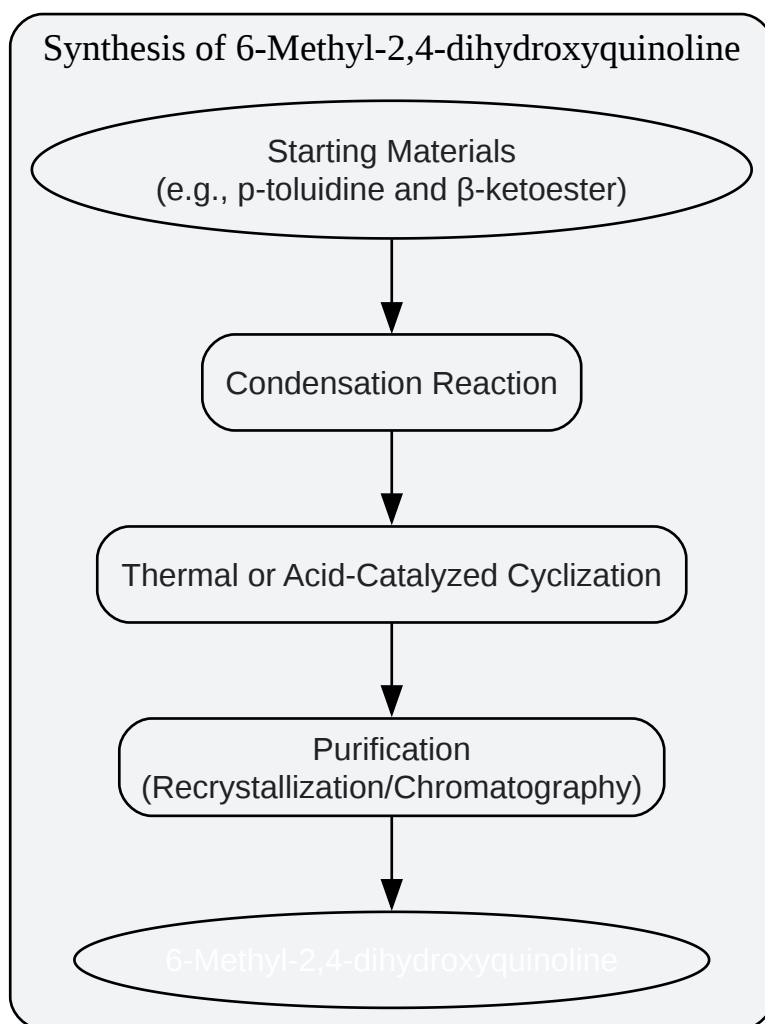 Synthesis of 6-Methyl-2,4-dihydroxyquinoline
Starting Materials
(e.g., p-toluidine and β-ketoester)
Condensation Reaction
Thermal or Acid-Catalyzed Cyclization
Purification
(Recrystallization/Chromatography)
6-Methyl-2,4-dihydroxyquinoline